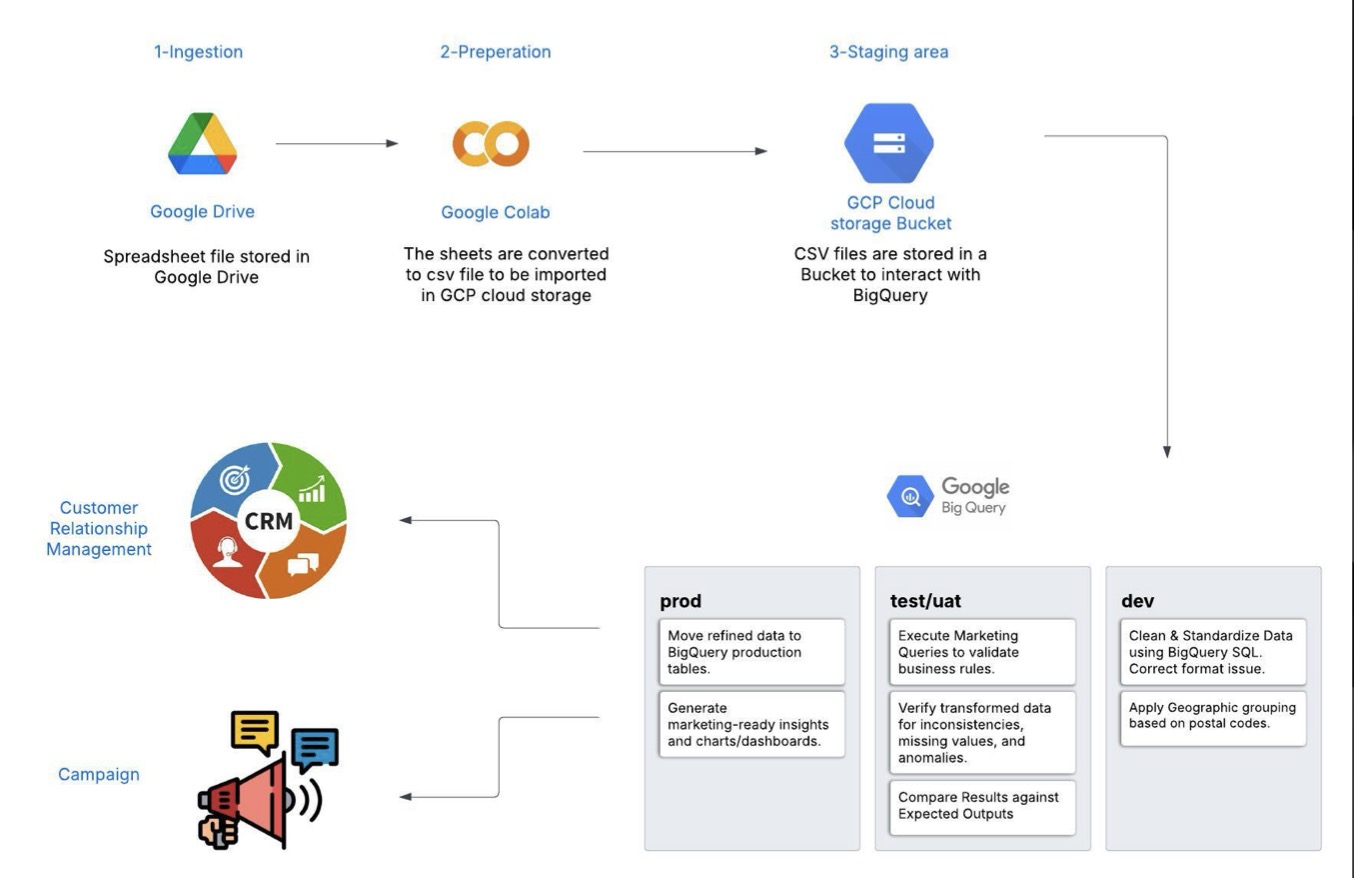 1-Ingestion
2-Preperation
3-Staging area
Google Drive
Spreadsheet file stored in
Google Drive
Google Colab
The sheets are converted
to csv file to be imported
in GCP cloud storage
GCP Cloud
storage Bucket
CSV files are stored in a
Bucket to interact with
BigQuery
Customer
Relationship
Management
CRM
Campaign
Google
Big Query
prod
Move refined data to
BigQuery production
tables.
Generate
marketing-ready insights
and charts/dashboards.
test/uat
Execute Marketing
Queries to validate
business rules.
Verify transformed data
for inconsistencies,
missing values, and
anomalies.
Compare Results against
Expected Outputs
dev
Clean & Standardize Data
using BigQuery SQL.
Correct format issue.
Apply Geographic grouping
based on postal codes.